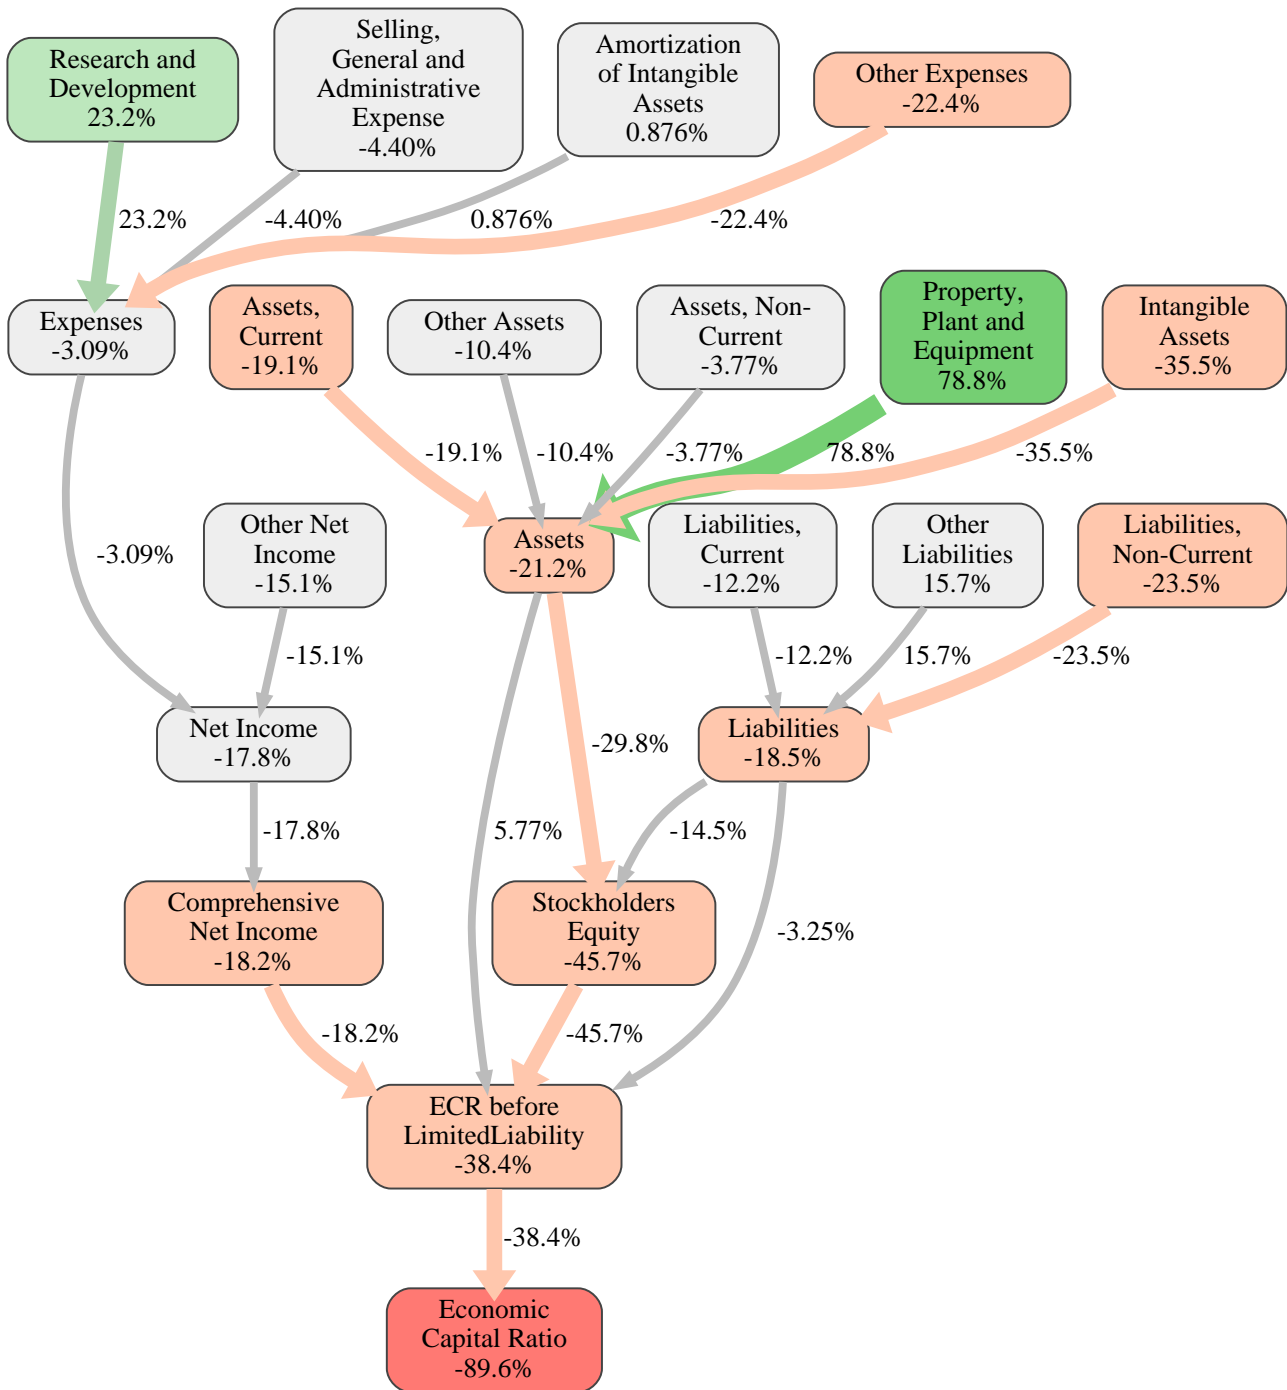 Research and
Development
23.2%
Selling,
General and
Administrative
Expense
-4.40%
Amortization
of Intangible
Assets
0.876%
Other Expenses
-22.4%
23.2%
-4.40%
0.876%
-22.4%
Expenses
-3.09%
Assets,
Current
-19.1%
Other Assets
-10.4%
Assets, Non-
Current
-3.77%
Property,
Plant and
Equipment
78.8%
Intangible
Assets
-35.5%
-19.1%
-10.4%
-3.77%
78.8%
-35.5%
-3.09%
Other Net
Income
-15.1%
Assets
-21.2%
Liabilities,
Current
-12.2%
Other
Liabilities
15.7%
Liabilities,
Non-Current
-23.5%
-15.1%
-12.2%
15.7%
-23.5%
Net Income
-17.8%
-29.8%
Liabilities
-18.5%
-17.8%
5.77%
-14.5%
Comprehensive
Net Income
-18.2%
Stockholders
Equity
-45.7%
-3.25%
-18.2%
-45.7%
ECR before
LimitedLiability
-38.4%
-38.4%
Economic
Capital Ratio
-89.6%